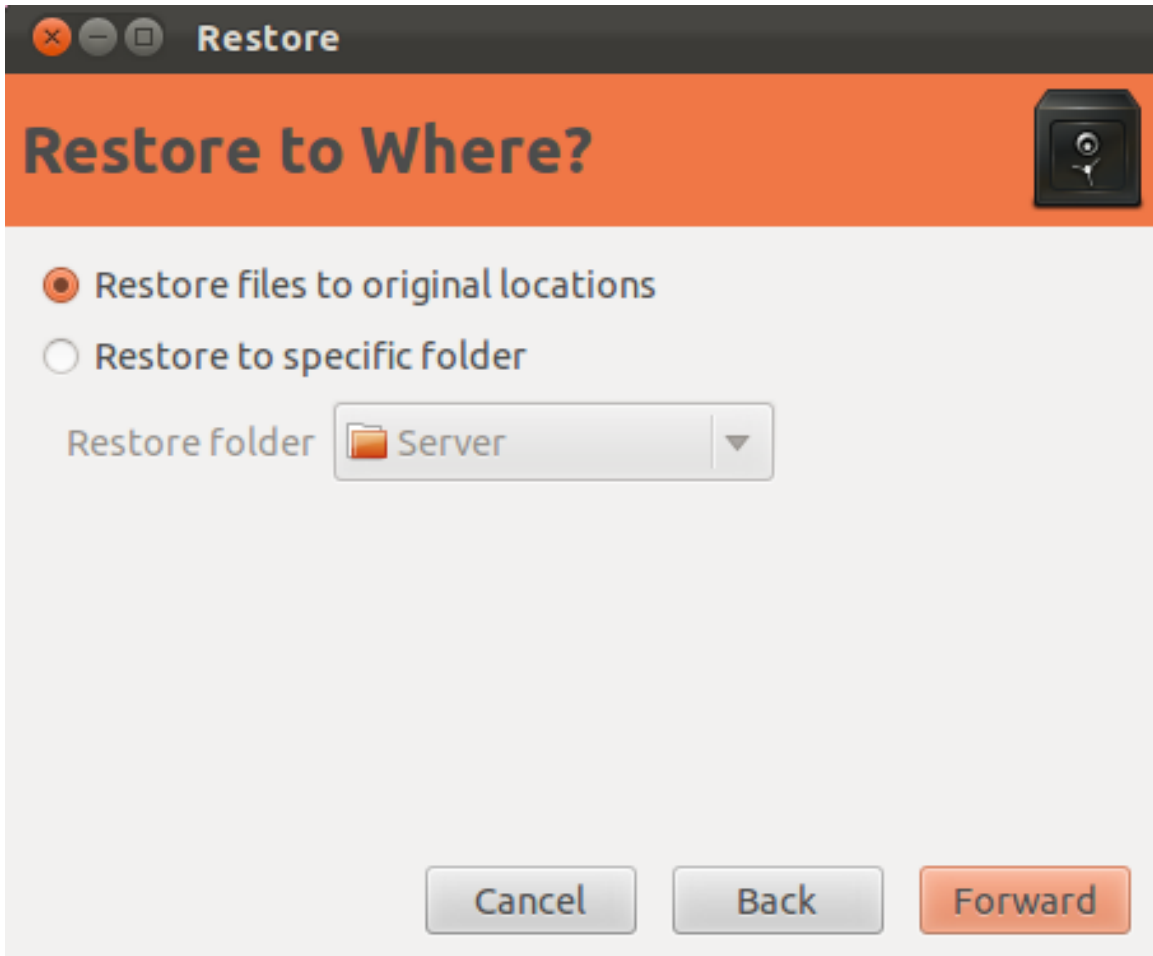 Restore
Restore to Where?
Restore files to original locations
Restore to specific folder
Restore folder Server
Cancel Back Forward